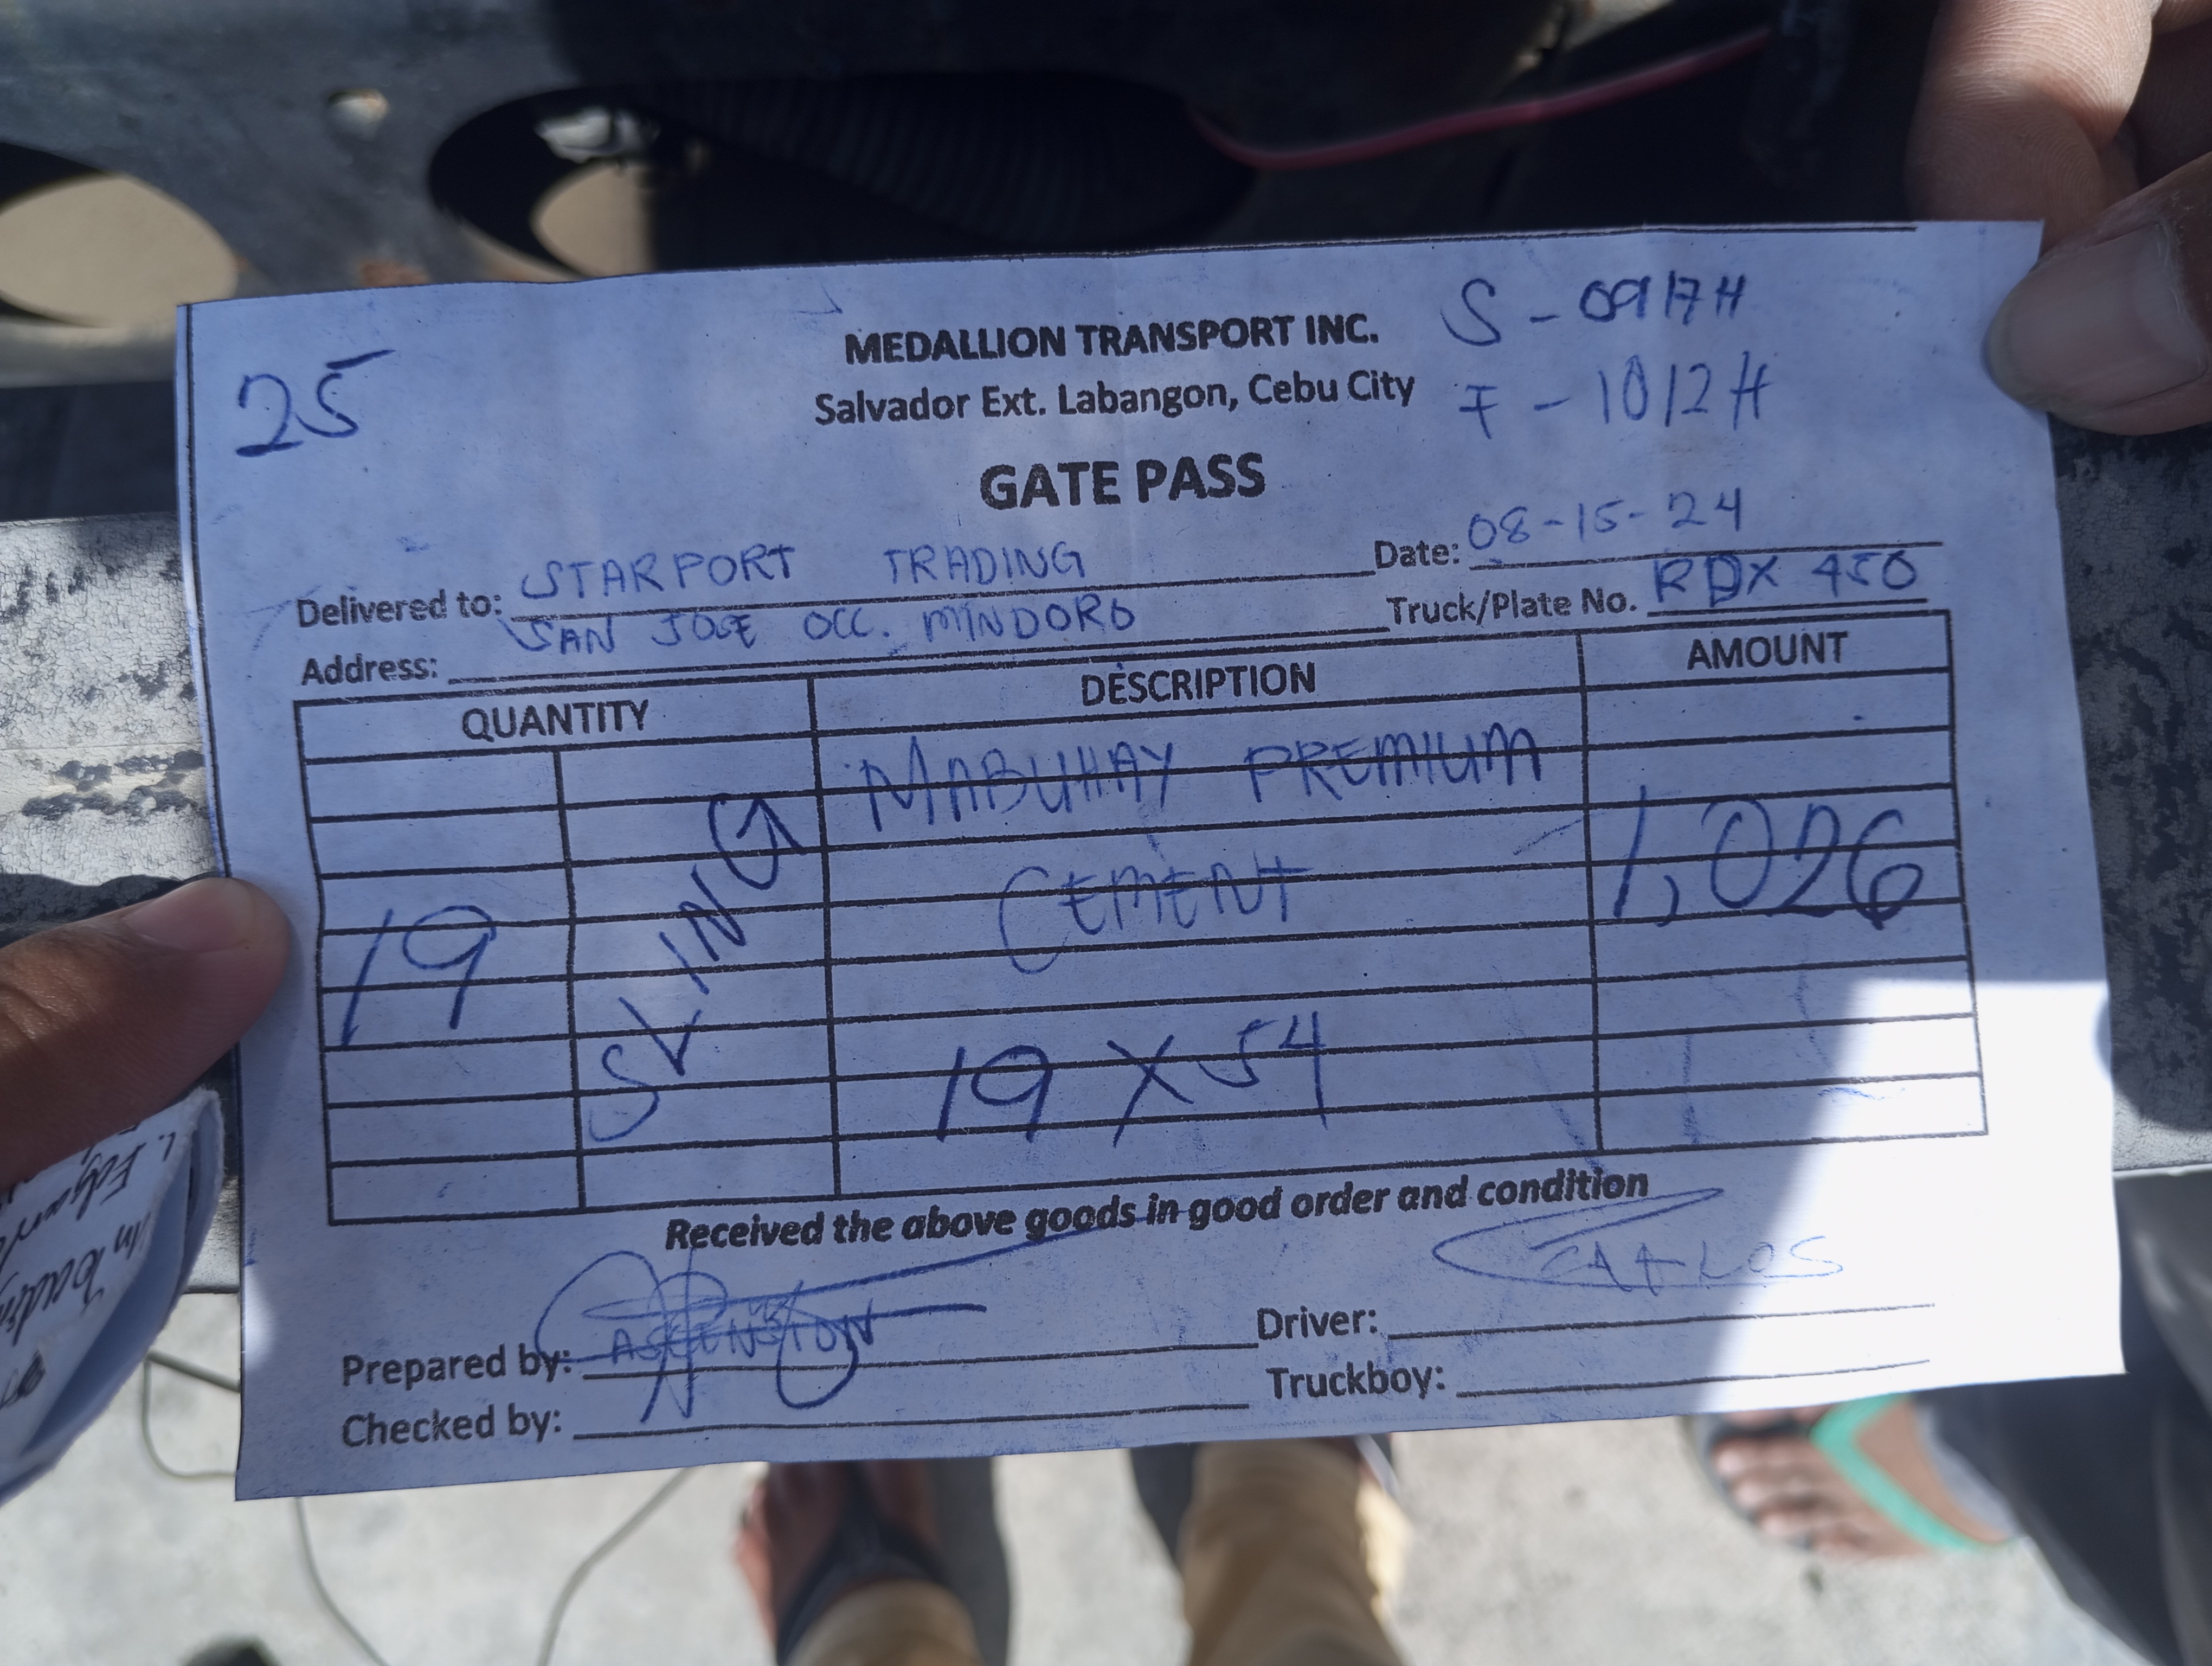 25
MEDALLION TRANSPORT INC.
S - 0917H
Salvador Ext. Labangon, Cebu City
F - 1012H
GATE PASS
Delivered to: STARPORT TRADING
Date: 08-15-24
Address: SAN JOSE OCC. MINDORO
Truck/Plate No. RDX 450
QUANTITY DESCRIPTION AMOUNT
MABUHAY PREMIUM
CEMENT
19 SLING 1,026
19 X 54
Received the above goods in good order and condition
Prepared by: ASCENSION
Driver: CARLOS
Checked by:
Truckboy: